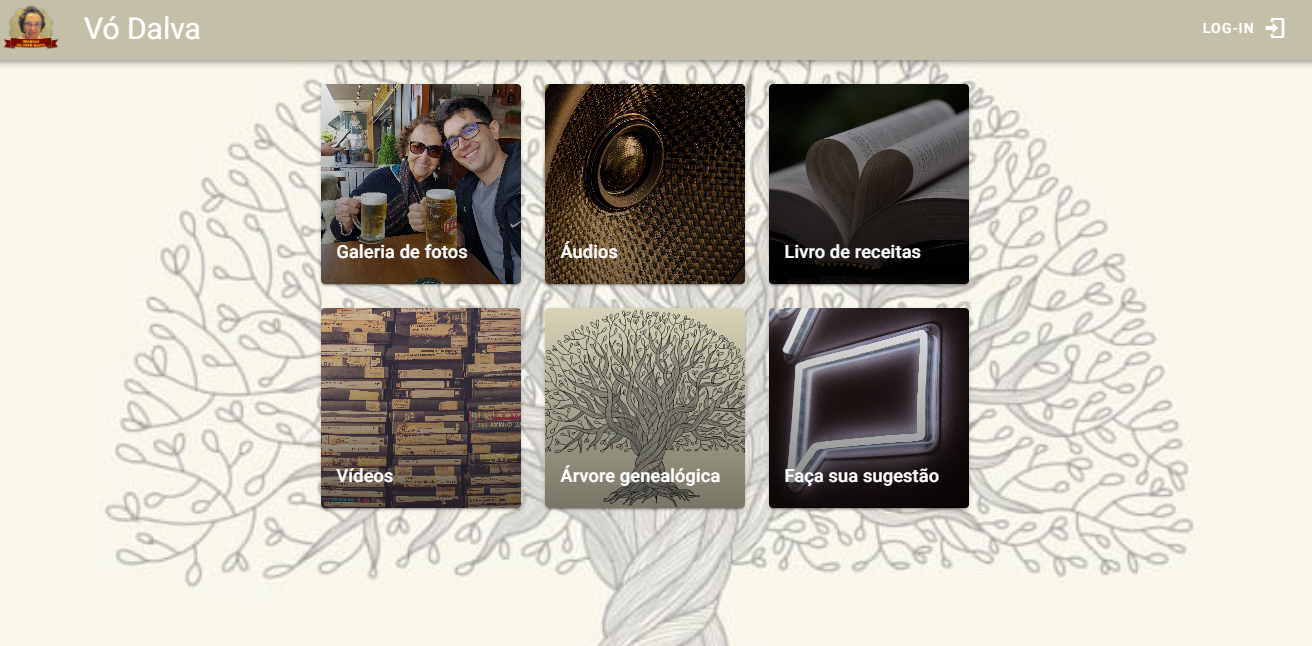 Vó Dalva
LOG-IN
Galeria de fotos
Áudios
Livro de receitas
Vídeos
Árvore genealógica
Faça sua sugestão